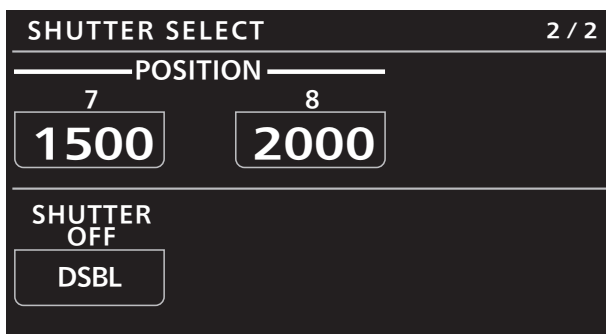 SHUTTER SELECT 2/2
POSITION
7 8
1500 2000
SHUTTER
OFF
DSBL